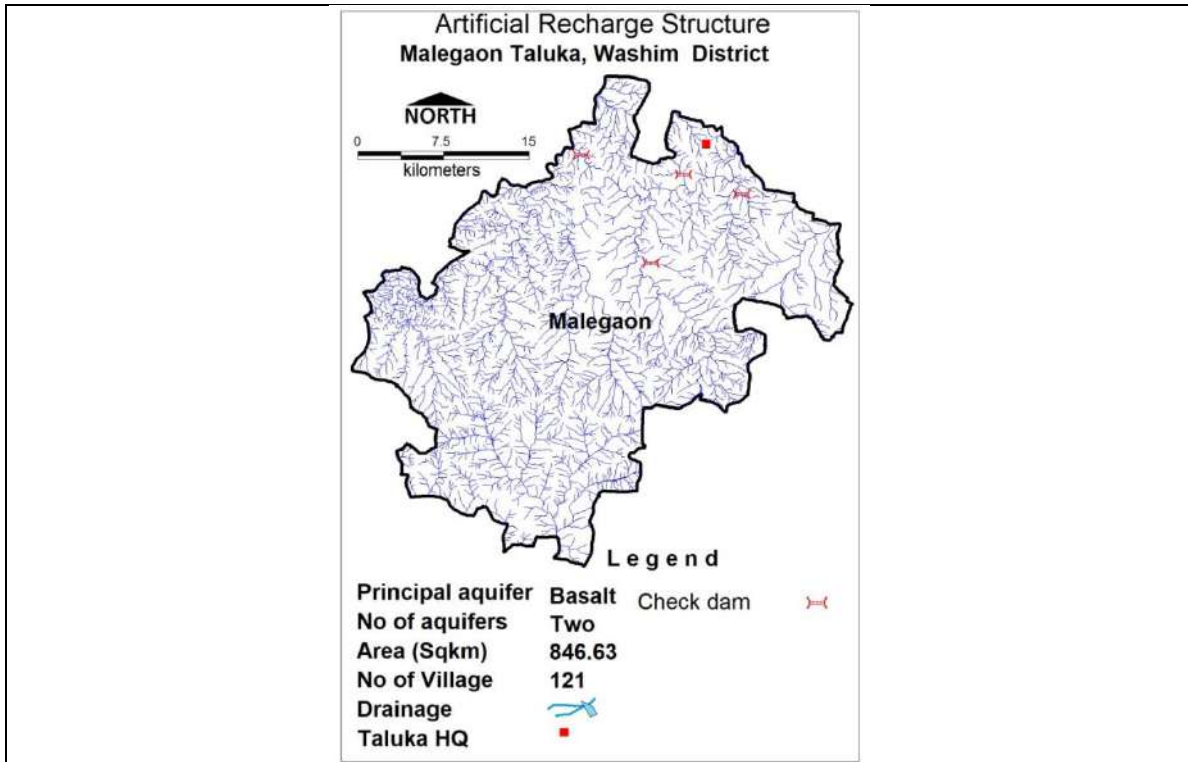 Artificial Recharge Structure
Malegaon Taluka, Washim District
NORTH
0 7.5 15
kilometers
Malegaon
Legend
Principal aquifer Basalt Check dam
No of aquifers Two
Area (Sqkm) 846.63
No of Village 121
Drainage
Taluka HQ